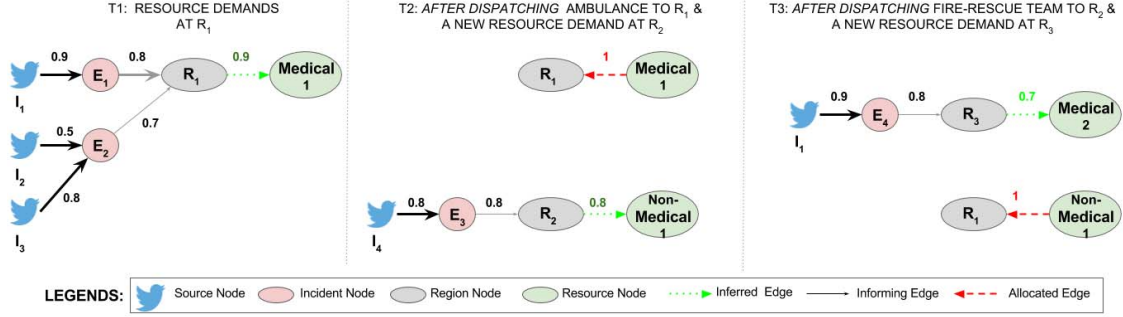 T1: RESOURCE DEMANDS
AT R1
0.9
0.8
0.9
E1
R1
Medical
1
I1
0.5
0.7
E2
I2
0.8
I3
T2: AFTER DISPATCHING AMBULANCE TO R1 &
A NEW RESOURCE DEMAND AT R2
1
R1
Medical
1
0.8
0.8
0.8
E3
R2
Non-
Medical
1
I4
T3: AFTER DISPATCHING FIRE-RESCUE TEAM TO R2 &
A NEW RESOURCE DEMAND AT R3
0.9
0.8
0.7
E4
R3
Medical
2
I1
1
R1
Non-
Medical
1
LEGENDS:
Source Node
Incident Node
Region Node
Resource Node
Inferred Edge
Informing Edge
Allocated Edge